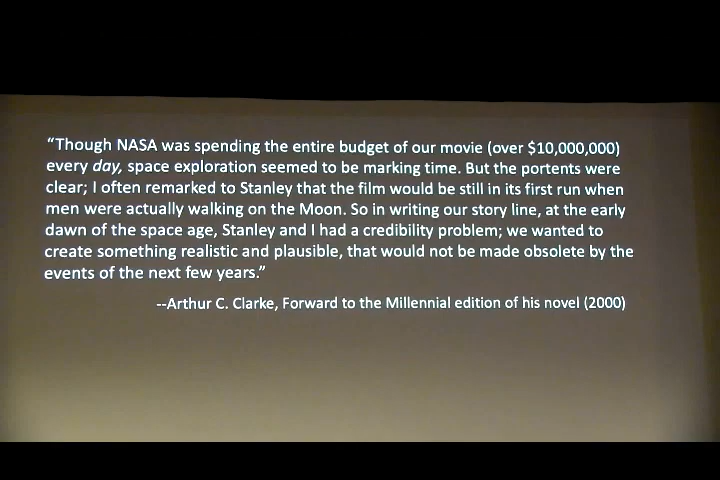 “Though NASA was spending the entire budget of our movie (over $10,000,000)
every day, space exploration seemed to be marking time. But the portents were
clear; I often remarked to Stanley that the film would be still in its first run when
men were actually walking on the Moon. So in writing our story line, at the early
dawn of the space age, Stanley and I had a credibility problem; we wanted to
create something realistic and plausible, that would not be made obsolete by the
events of the next few years.”
--Arthur C. Clarke, Forward to the Millennial edition of his novel (2000)